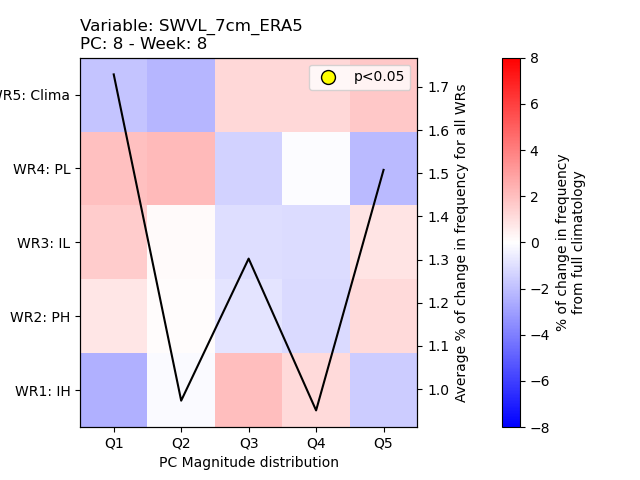 Variable: SWVL_7cm_ERA5
PC: 8 - Week: 8
p<0.05
WR5: Clima
WR4: PL
WR3: IL
WR2: PH
WR1: IH
Q1 Q2 Q3 Q4 Q5
PC Magnitude distribution
1.7
1.6
1.5
1.4
1.3
1.2
1.1
1.0
Average % of change in frequency for all WRs
8
6
4
2
0
−2
−4
−6
−8
% of change in frequency
from full climatology